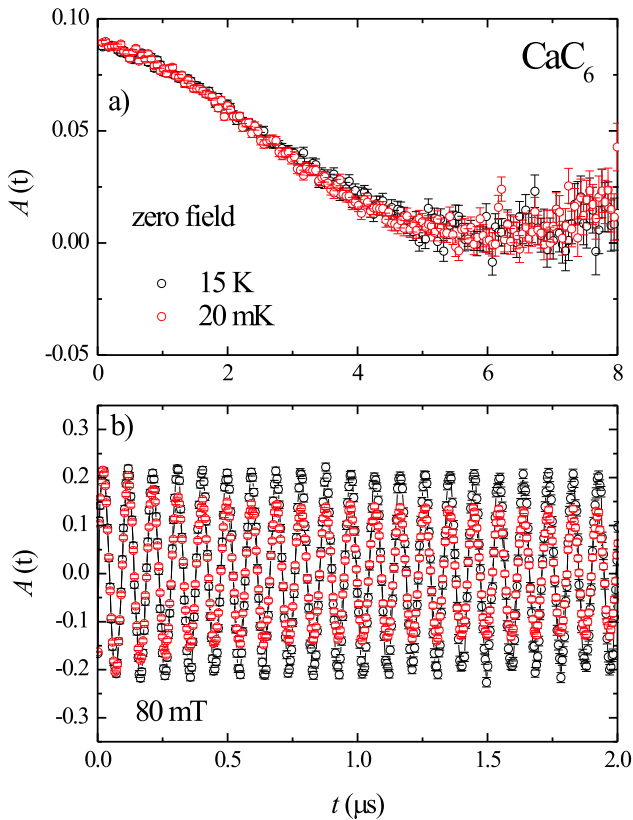 0.10
CaC6
a)
0.05
A (t)
0.00
zero field
15 K
20 mK
-0.05
0 2 4 6 8
b)
0.3
0.2
0.1
A (t)
0.0
-0.1
-0.2
-0.3
80 mT
0.0 0.5 1.0 1.5 2.0
t (μs)